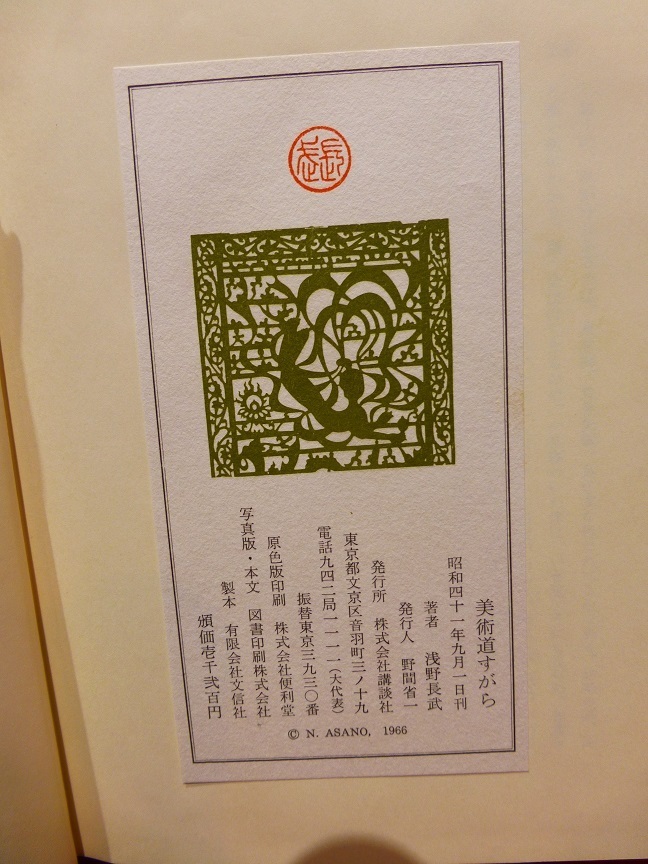 美術道すがら
昭和四十一年九月一日刊
著者 浅野長武
発行人 野間省一
発行所 株式会社講談社
東京都文京区音羽町三ノ十九
電話九四二局一一一一(大代表)
振替東京三九三〇番
原色版印刷 株式会社便利堂
写真版・本文 図書印刷株式会社
製本 有限会社文信社
頒価壱千弐百円
© N. ASANO, 1966